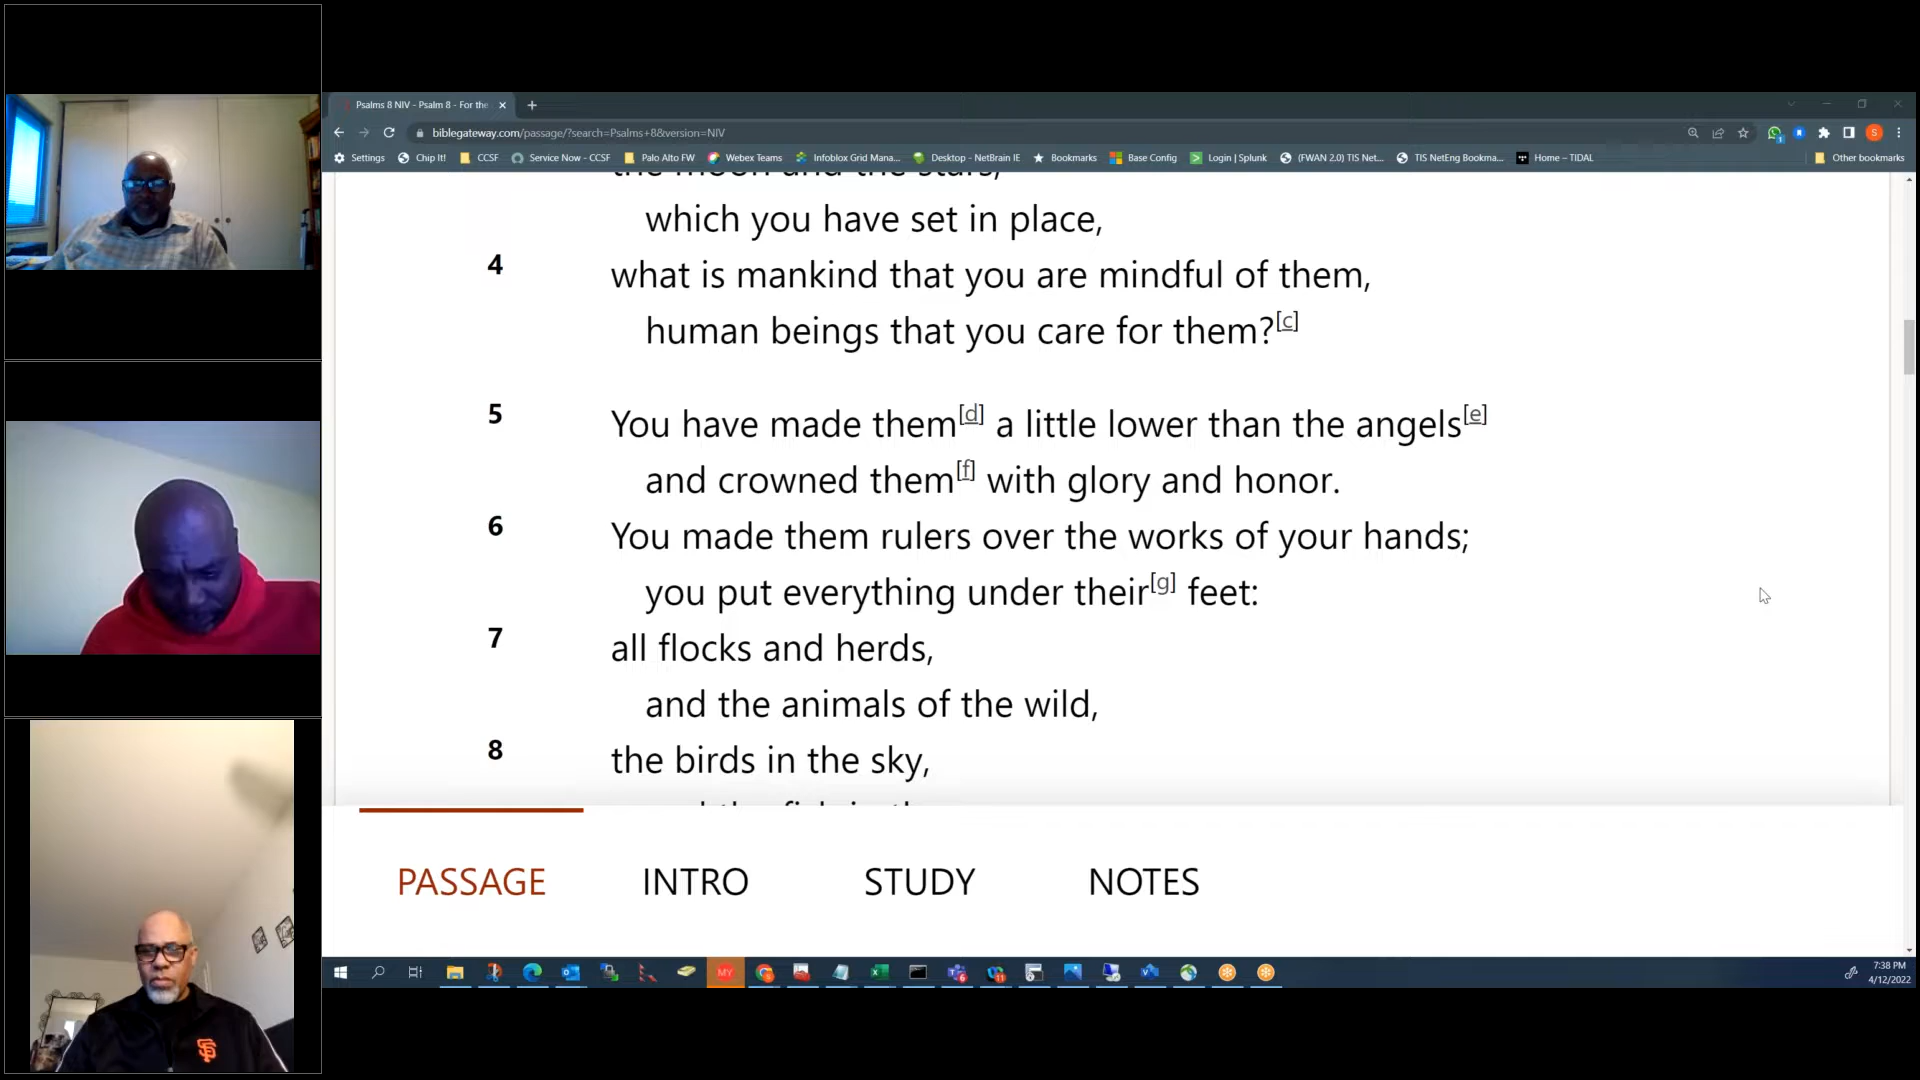 Psalms 8 NIV - Psalm 8 - For the
biblegateway.com/passage/?search=Psalms+8&version=NIV
Settings Chip It! CCSF Service Now - CCSF Palo Alto FW Webex Teams Infoblox Grid Mana... Desktop - NetBrain IE Bookmarks Base Config Login | Splunk (FWAN 2.0) TIS Net... TIS NetEng Bookma... Home – TIDAL Other bookmarks
the moon and the stars,
which you have set in place,
4 what is mankind that you are mindful of them,
human beings that you care for them?[c]
5 You have made them[d] a little lower than the angels[e]
and crowned them[f] with glory and honor.
6 You made them rulers over the works of your hands;
you put everything under their[g] feet:
7 all flocks and herds,
and the animals of the wild,
8 the birds in the sky,
PASSAGE INTRO STUDY NOTES
SF
MY
7:38 PM
4/12/2022